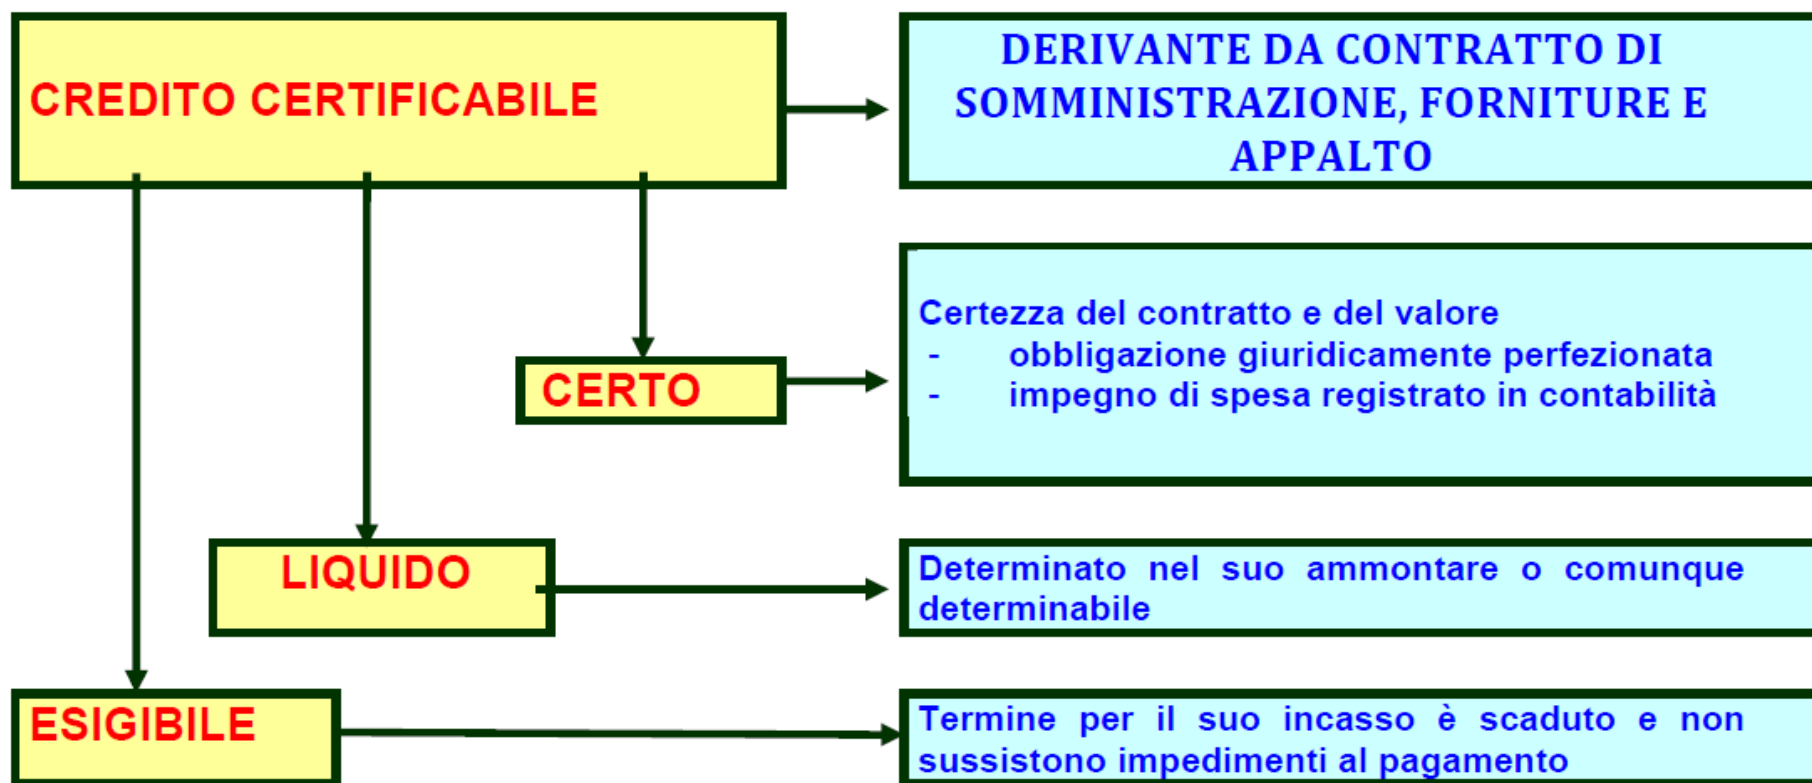 CREDITO CERTIFICABILE
DERIVANTE DA CONTRATTO DI
SOMMINISTRAZIONE, FORNITURE E
APPALTO
CERTO
Certezza del contratto e del valore
- obbligazione giuridicamente perfezionata
- impegno di spesa registrato in contabilità
LIQUIDO
Determinato nel suo ammontare o comunque
determinabile
ESIGIBILE
Termine per il suo incasso è scaduto e non
sussistono impedimenti al pagamento